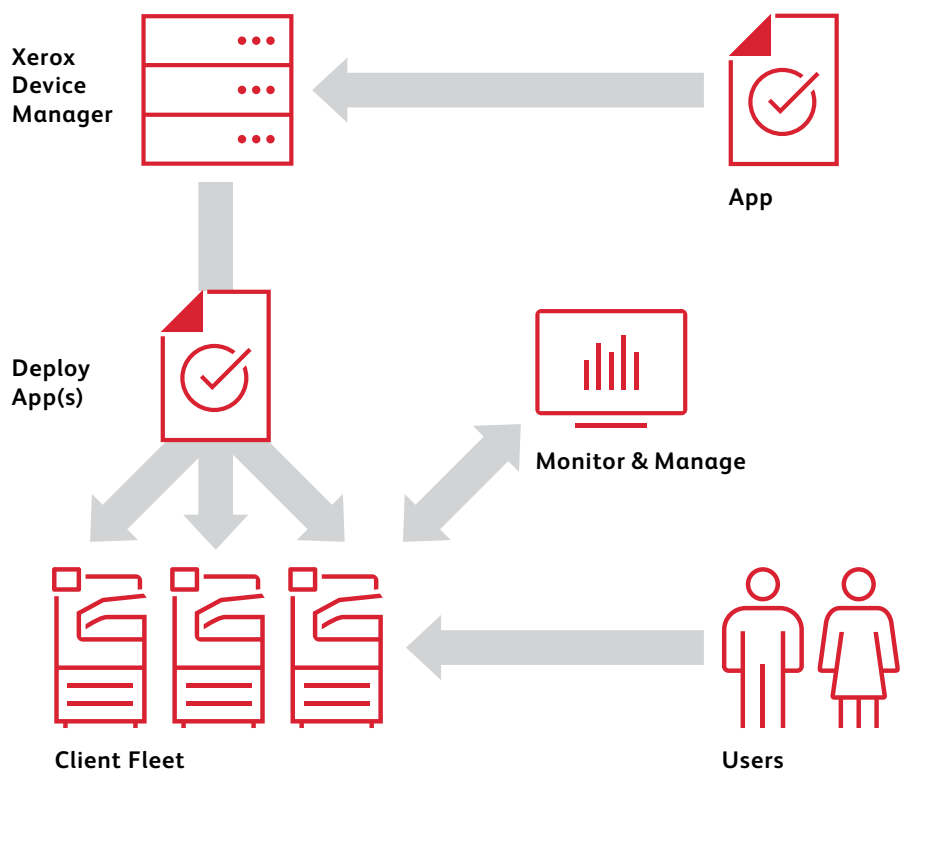 Xerox
Device
Manager
App
Deploy
App(s)
Monitor & Manage
Client Fleet
Users